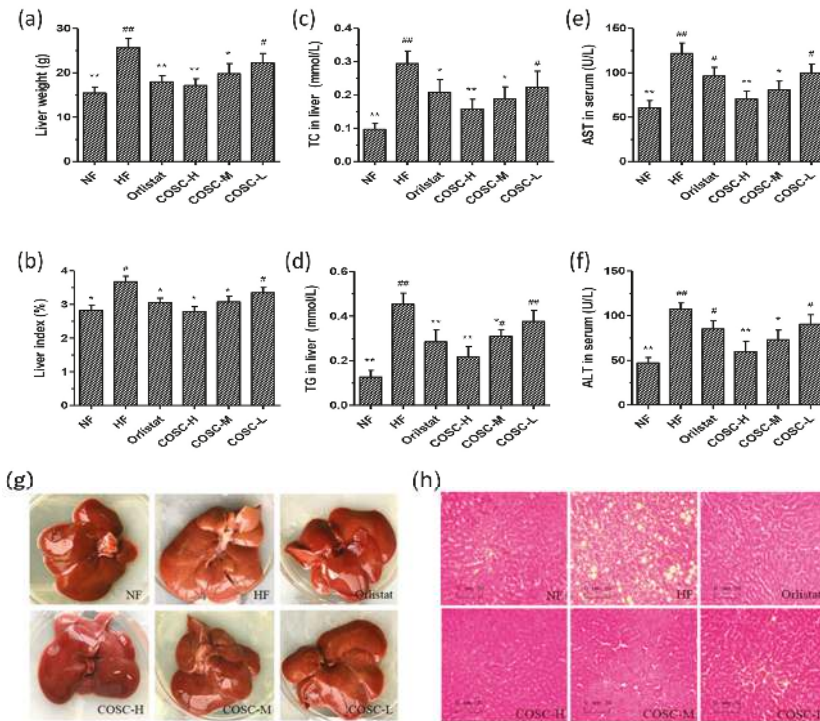 (a)
Liver weight (g)
30
20
10
0
**
##
**
**
*
#
NF
HF
Orlistat
COSC-H
COSC-M
COSC-L
(c)
TC in liver (mmol/L)
0.4
0.3
0.2
0.1
0.0
**
##
*
**
*
#
NF
HF
Orlistat
COSC-H
COSC-M
COSC-L
(e)
AST in serum (U/L)
150
100
50
0
**
##
#
**
*
#
NF
HF
Orlistat
COSC-H
COSC-M
COSC-L
(b)
Liver index (%)
4
3
2
1
0
*
#
*
*
*
#
NF
HF
Orlistat
COSC-H
COSC-M
COSC-L
(d)
TG in liver (mmol/L)
0.6
0.4
0.2
0.0
**
##
**
**
*#
##
NF
HF
Orlistat
COSC-H
COSC-M
COSC-L
(f)
ALT in serum (U/L)
150
100
50
0
**
##
#
**
*
#
NF
HF
Orlistat
COSC-H
COSC-M
COSC-L
(g)
NF
HF
Orlistat
COSC-H
COSC-M
COSC-L
(h)
NF
HF
Orlistat
COSC-H
COSC-M